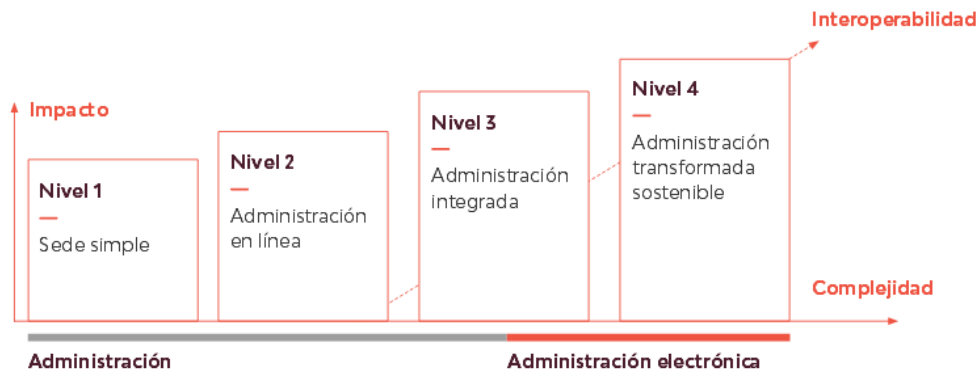 Interoperabilidad
Impacto
Nivel 1
Sede simple
Nivel 2
Administración
en línea
Nivel 3
Administración
integrada
Nivel 4
Administración
transformada
sostenible
Complejidad
Administración
Administración electrónica